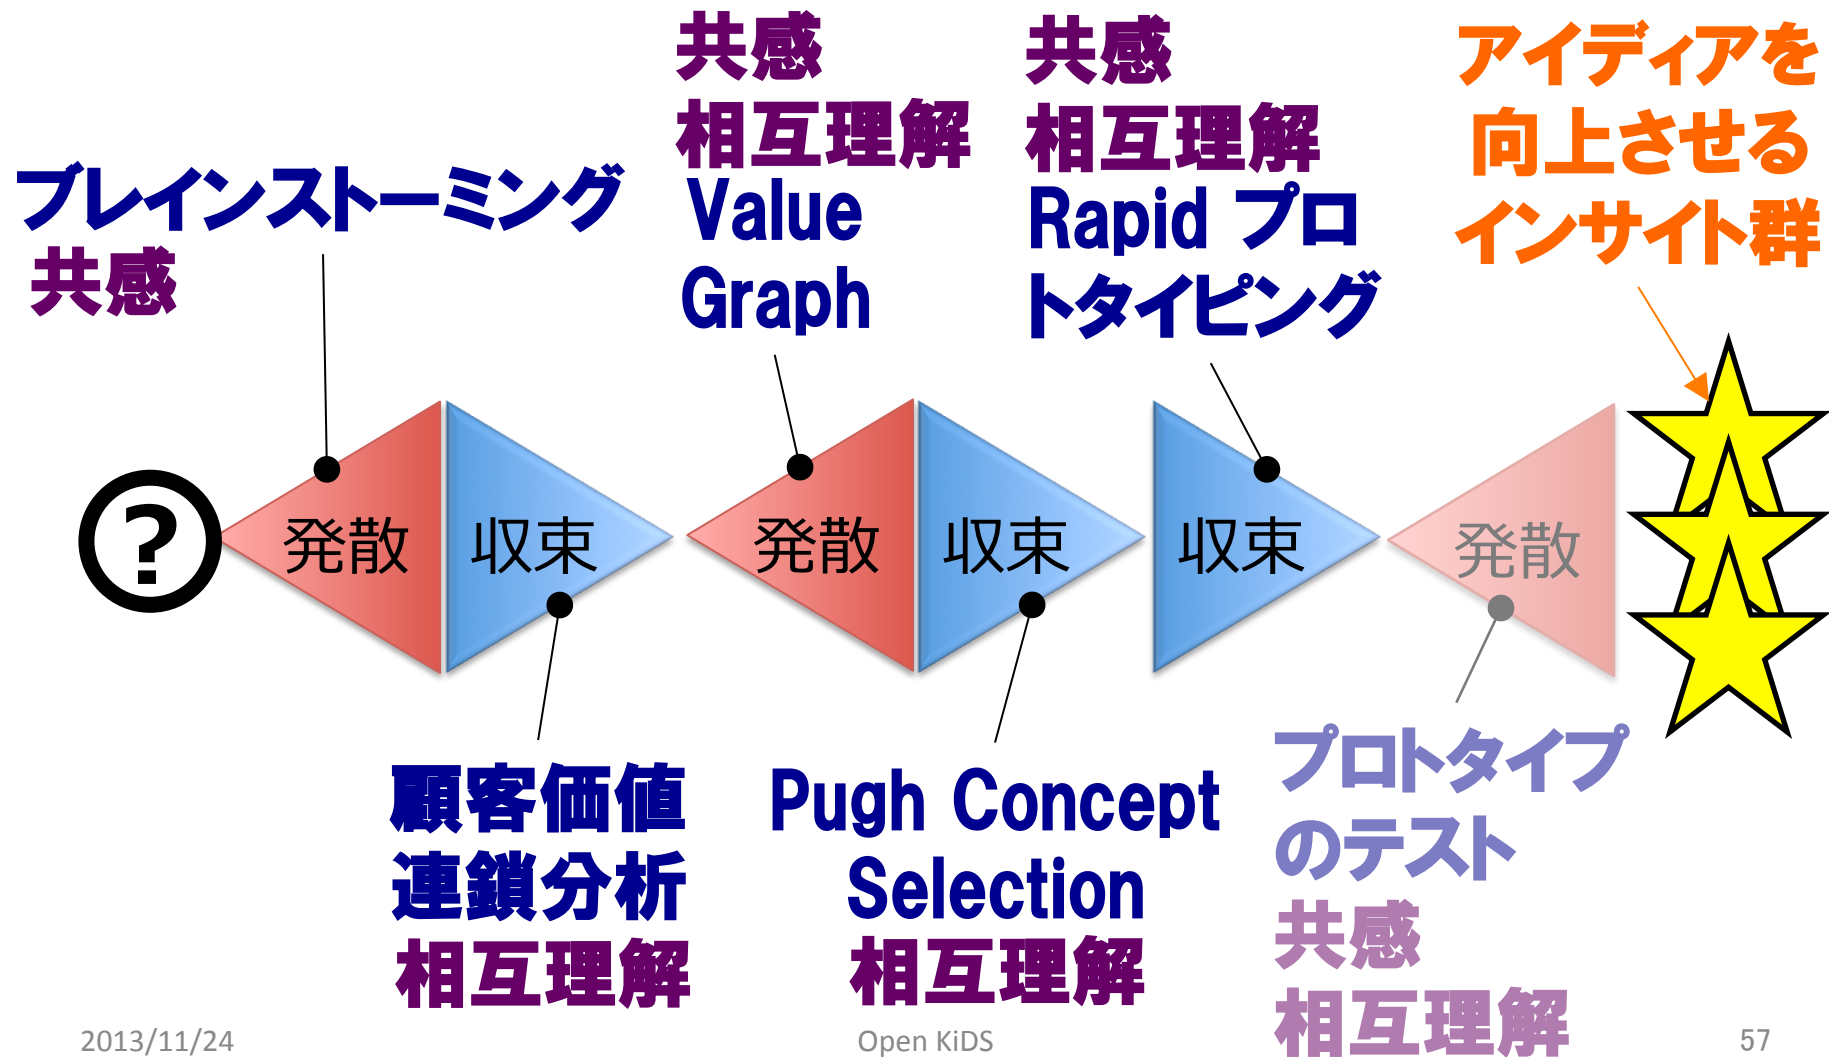 ブレインストーミング
共感
共感
相互理解
Value
Graph
共感
相互理解
Rapid プロ
トタイピング
アイディアを
向上させる
インサイト群
?
発散
収束
発散
収束
収束
発散
顧客価値
連鎖分析
相互理解
Pugh Concept
Selection
相互理解
プロトタイプ
のテスト
共感
相互理解
2013/11/24
Open KiDS
57